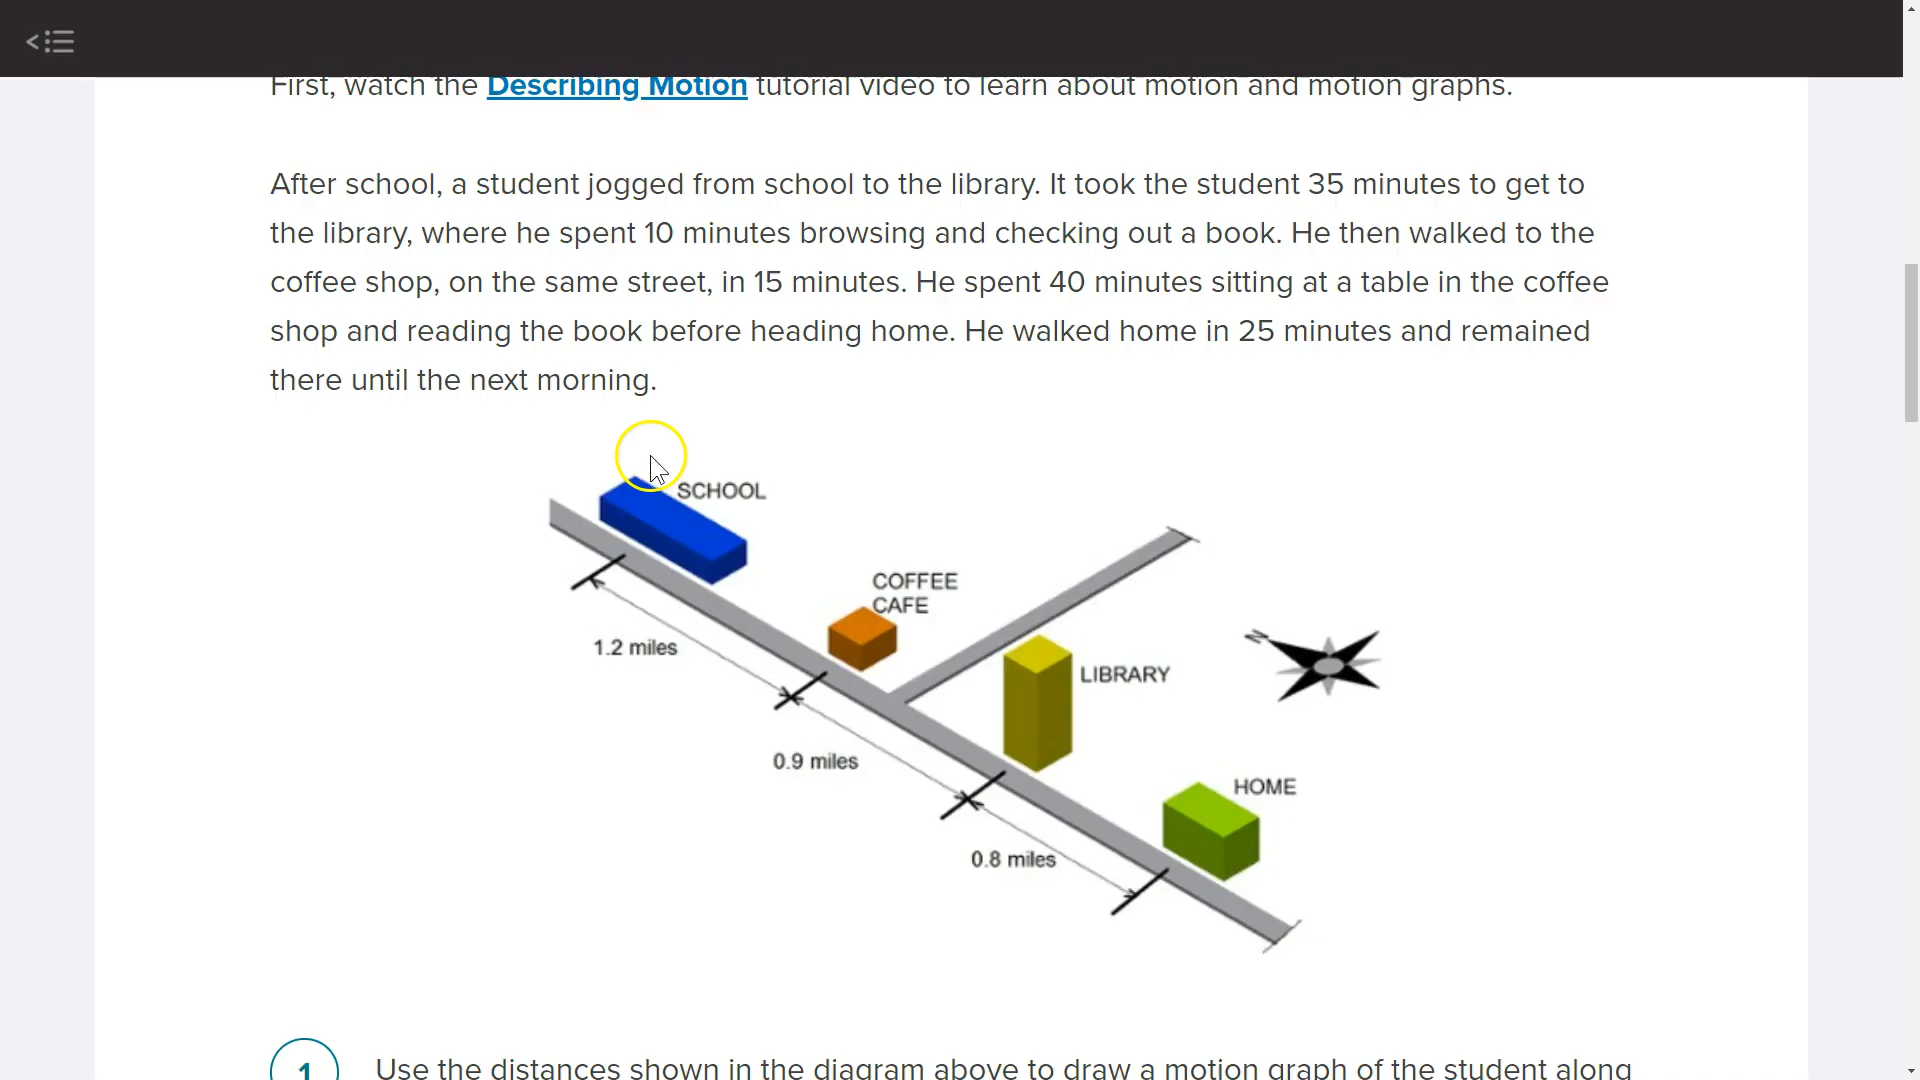 First, watch the Describing Motion tutorial video to learn about motion and motion graphs.
After school, a student jogged from school to the library. It took the student 35 minutes to get to
the library, where he spent 10 minutes browsing and checking out a book. He then walked to the
coffee shop, on the same street, in 15 minutes. He spent 40 minutes sitting at a table in the coffee
shop and reading the book before heading home. He walked home in 25 minutes and remained
there until the next morning.
SCHOOL
COFFEE
CAFE
1.2 miles
N
LIBRARY
0.9 miles
HOME
0.8 miles
1 Use the distances shown in the diagram above to draw a motion graph of the student along